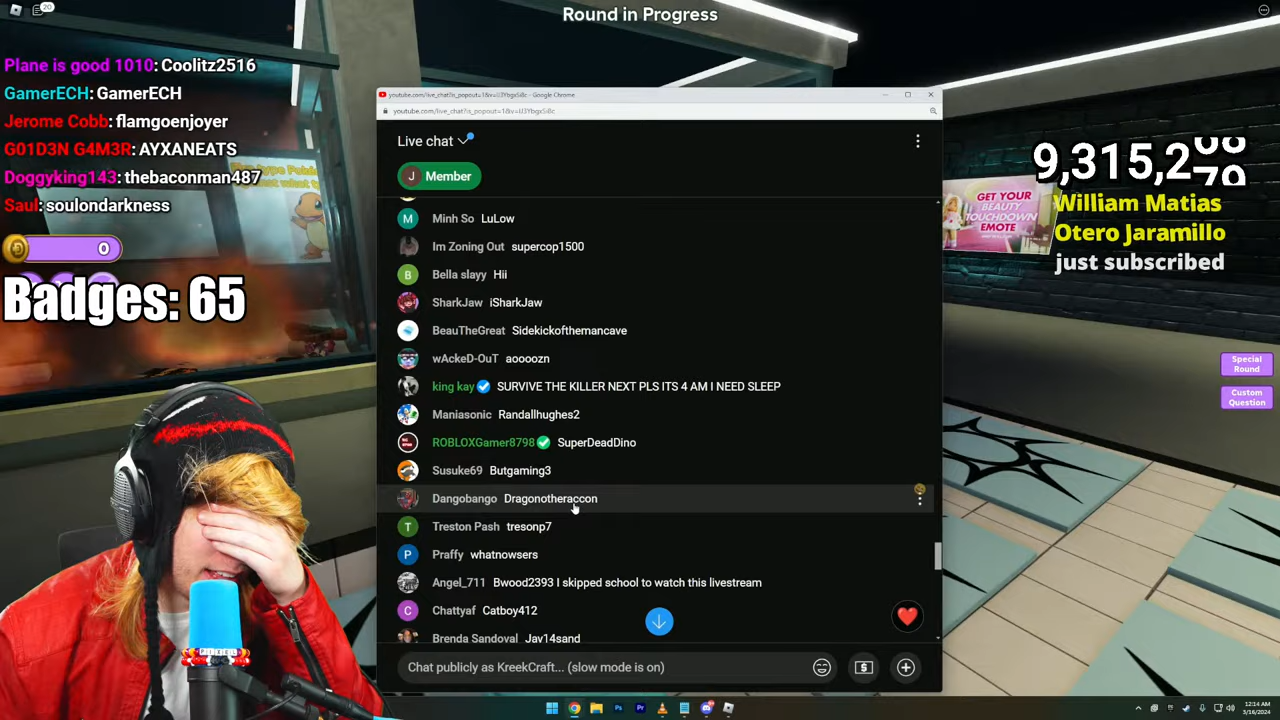 20
Round in Progress
Plane is good 1010: Coolitz2516
GamerECH: GamerECH
Jerome Cobb: flamgoenjoyer
G01D3N G4M3R: AYXANEATS
Doggyking143: thebaconman487
Saul: soulondarkness
0
Badges: 65
Live chat
J Member
M Minh So LuLow
Im Zoning Out supercop1500
B Bella slayy Hii
SharkJaw iSharkJaw
BeauTheGreat Sidekickofthemancave
wAckeD-OuT aoooozn
king kay SURVIVE THE KILLER NEXT PLS ITS 4 AM I NEED SLEEP
Maniasonic Randallhughes2
ROBLOXGamer8798 SuperDeadDino
Susuke69 Butgaming3
Dangobango Dragonotheraccon
T Treston Pash tresonp7
P Praffy whatnowsers
Angel_711 Bwood2393 I skipped school to watch this livestream
C Chattyaf Catboy412
Brenda Sandoval Jay14sand
Chat publicly as KreekCraft... (slow mode is on)
9,315,2
GET YOUR
BEAUTY
TOUCHDOWN
EMOTE
William Matias
Otero Jaramillo
just subscribed
Special
Round
Custom
Question
12:14 AM
3/16/2024